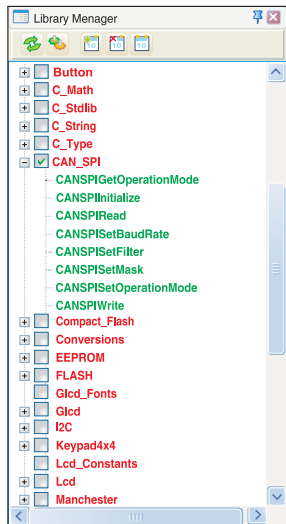 Library Menager
Button
C_Math
C_Stdlib
C_String
C_Type
CAN_SPI
CANSPIGetOperationMode
CANSPIInitialize
CANSPIRead
CANSPISetBaudRate
CANSPISetFilter
CANSPISetMask
CANSPISetOperationMode
CANSPIWrite
Compact_Flash
Conversions
EEPROM
FLASH
Glcd_Fonts
Glcd
I2C
Keypad4x4
Lcd_Constants
Lcd
Manchester